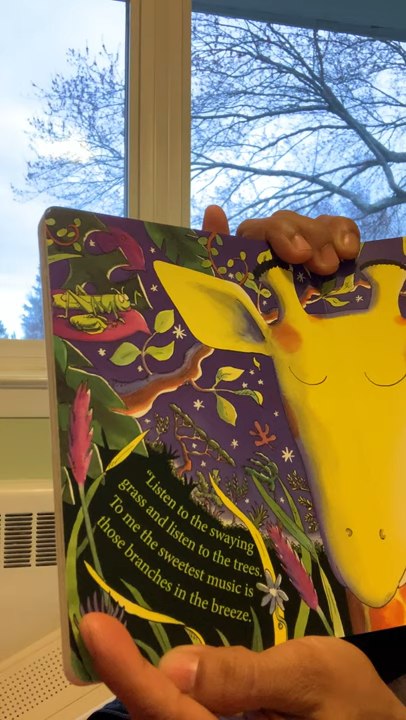 "Listen to the swaying
grass and listen to the trees.
To me the sweetest music is
those branches in the breeze.